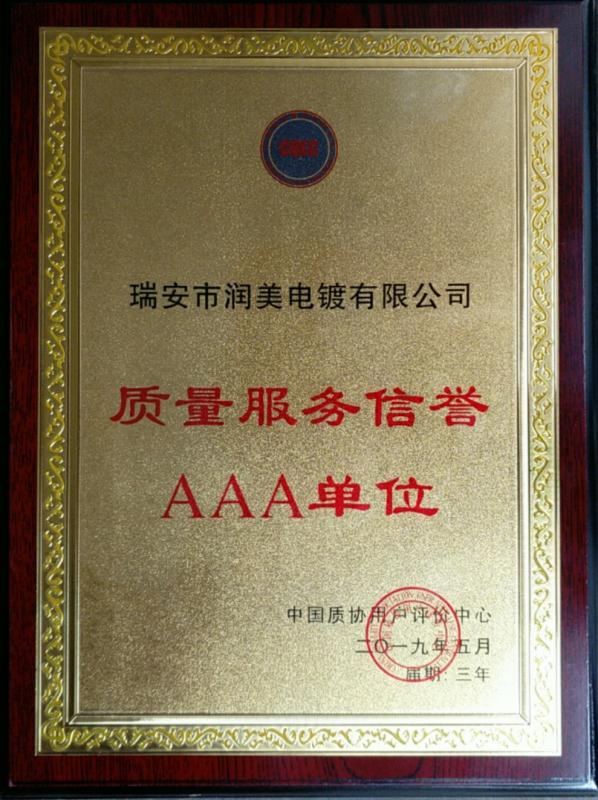 瑞安市润美电镀有限公司
质量服务信誉
AAA单位
中国质协用户评价中心
二〇一九年五月
届期:三年